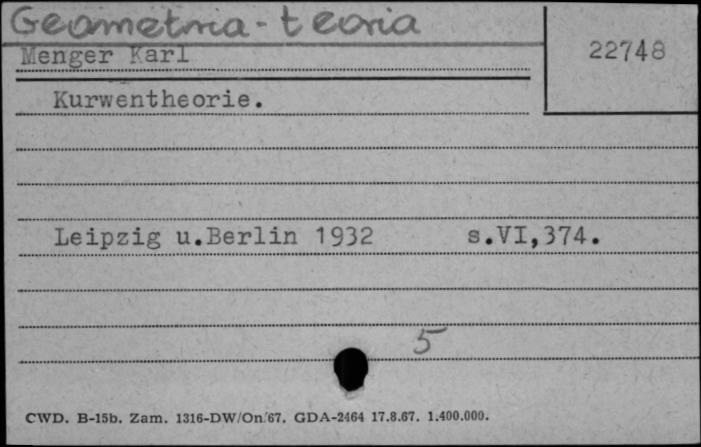 Geometria - teoria
Menger Karl
22748
Kurwentheorie.
Leipzig u.Berlin 1932 s.VI,374.
5
CWD. B-15b. Zam. 1316-DW/On/67. GDA-2464 17.8.67. 1.400.000.